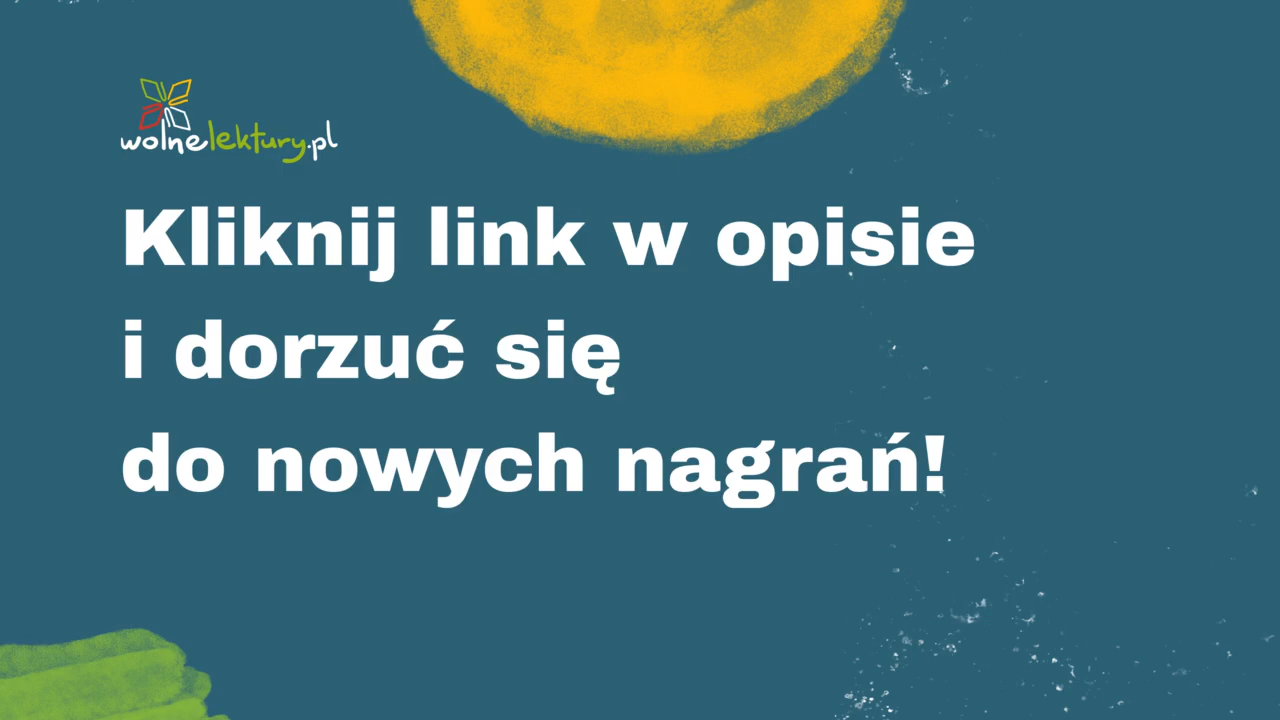 wolnelektury.pl
Kliknij link w opisie
i dorzuć się
do nowych nagrań!